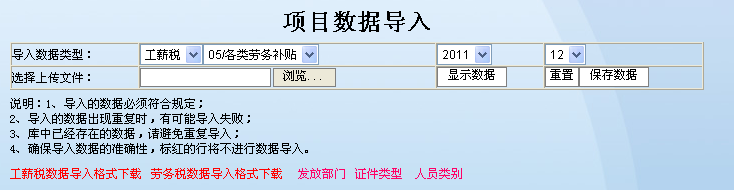 项目数据导入
导入数据类型： 工薪税 05/各类劳务补贴 2011 12
选择上传文件： 浏览... 显示数据 重置 保存数据
说明：1、导入的数据必须符合规定；
2、导入的数据出现重复时，有可能导入失败；
3、库中已经存在的数据，请避免重复导入；
4、确保导入数据的准确性，标红的行将不进行数据导入。
工薪税数据导入格式下载 劳务税数据导入格式下载 发放部门 证件类型 人员类别